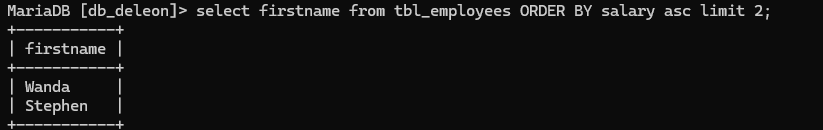 MariaDB [db_deleon]> select firstname from tbl_employees ORDER BY salary asc limit 2;
+-----------+
| firstname |
+-----------+
| Wanda     |
| Stephen   |
+-----------+